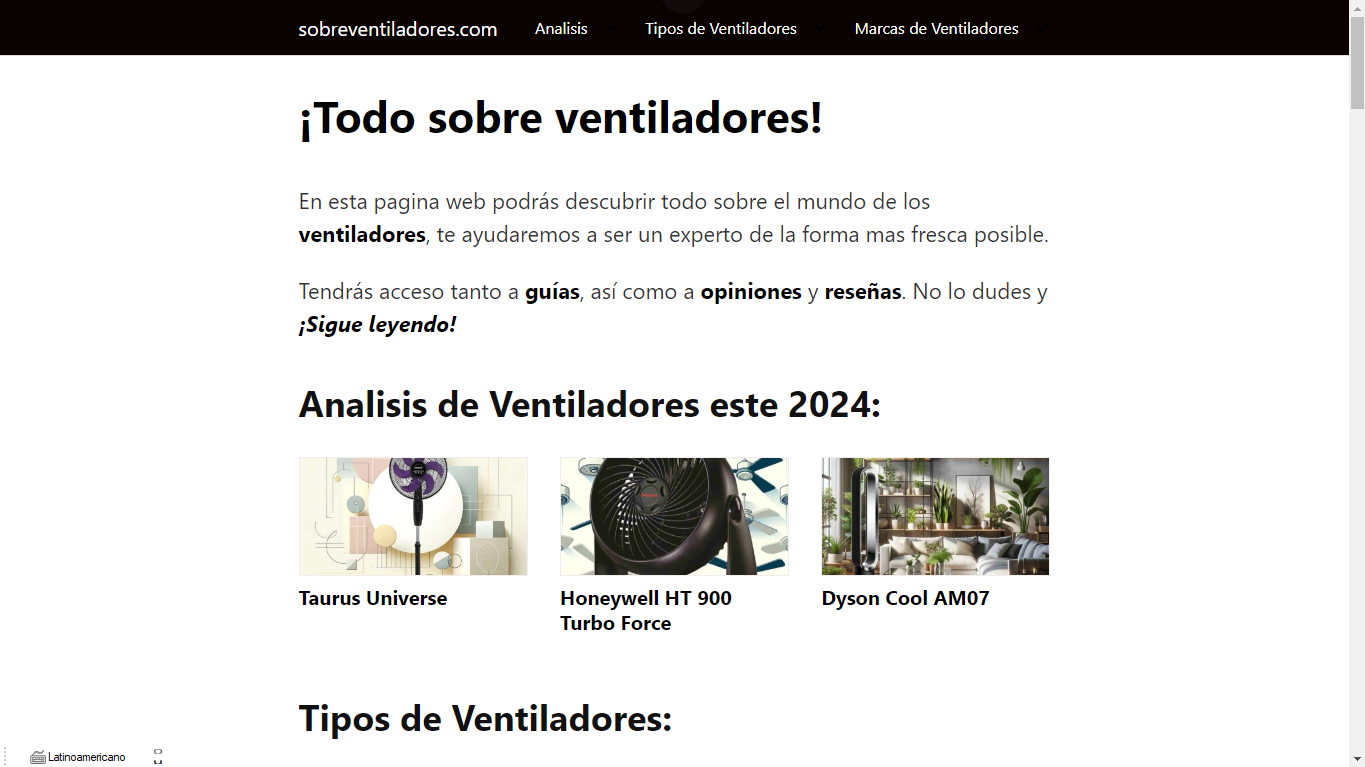 sobreventiladores.com
Analisis
Tipos de Ventiladores
Marcas de Ventiladores
¡Todo sobre ventiladores!
En esta pagina web podrás descubrir todo sobre el mundo de los
ventiladores, te ayudaremos a ser un experto de la forma mas fresca posible.
Tendrás acceso tanto a guías, así como a opiniones y reseñas. No lo dudes y
¡Sigue leyendo!
Analisis de Ventiladores este 2024:
Taurus Universe
Honeywell HT 900
Turbo Force
Dyson Cool AM07
Tipos de Ventiladores:
Latinoamericano